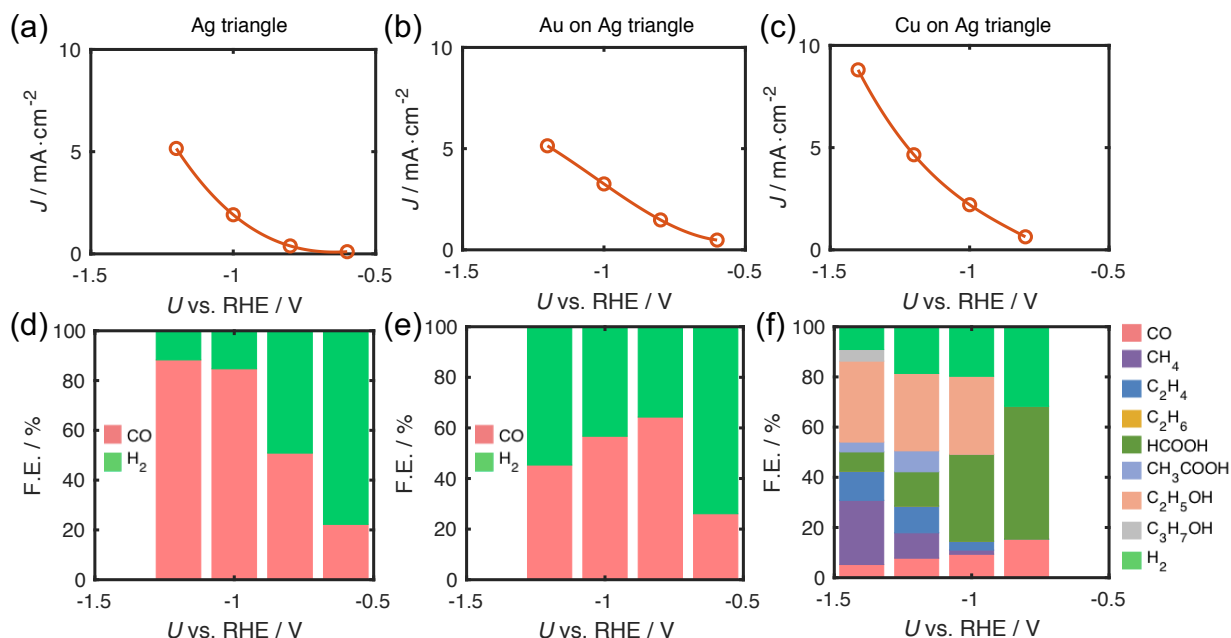 (a) Ag triangle
10
5
0
J / mA·cm⁻²
-1.5 -1 -0.5
U vs. RHE / V
(b) Au on Ag triangle
10
5
0
J / mA·cm⁻²
-1.5 -1 -0.5
U vs. RHE / V
(c) Cu on Ag triangle
10
5
0
J / mA·cm⁻²
-1.5 -1 -0.5
U vs. RHE / V
(d)
100
80
60
40
20
0
F.E. / %
CO
H₂
-1.5 -1 -0.5
U vs. RHE / V
(e)
100
80
60
40
20
0
F.E. / %
CO
H₂
-1.5 -1 -0.5
U vs. RHE / V
(f)
100
80
60
40
20
0
F.E. / %
-1.5 -1 -0.5
U vs. RHE / V
CO
CH₄
C₂H₄
C₂H₆
HCOOH
CH₃COOH
C₂H₅OH
C₃H₇OH
H₂